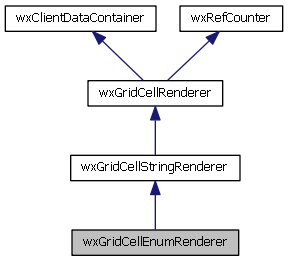 wxClientDataContainer
wxRefCounter
wxGridCellRenderer
wxGridCellStringRenderer
wxGridCellEnumRenderer